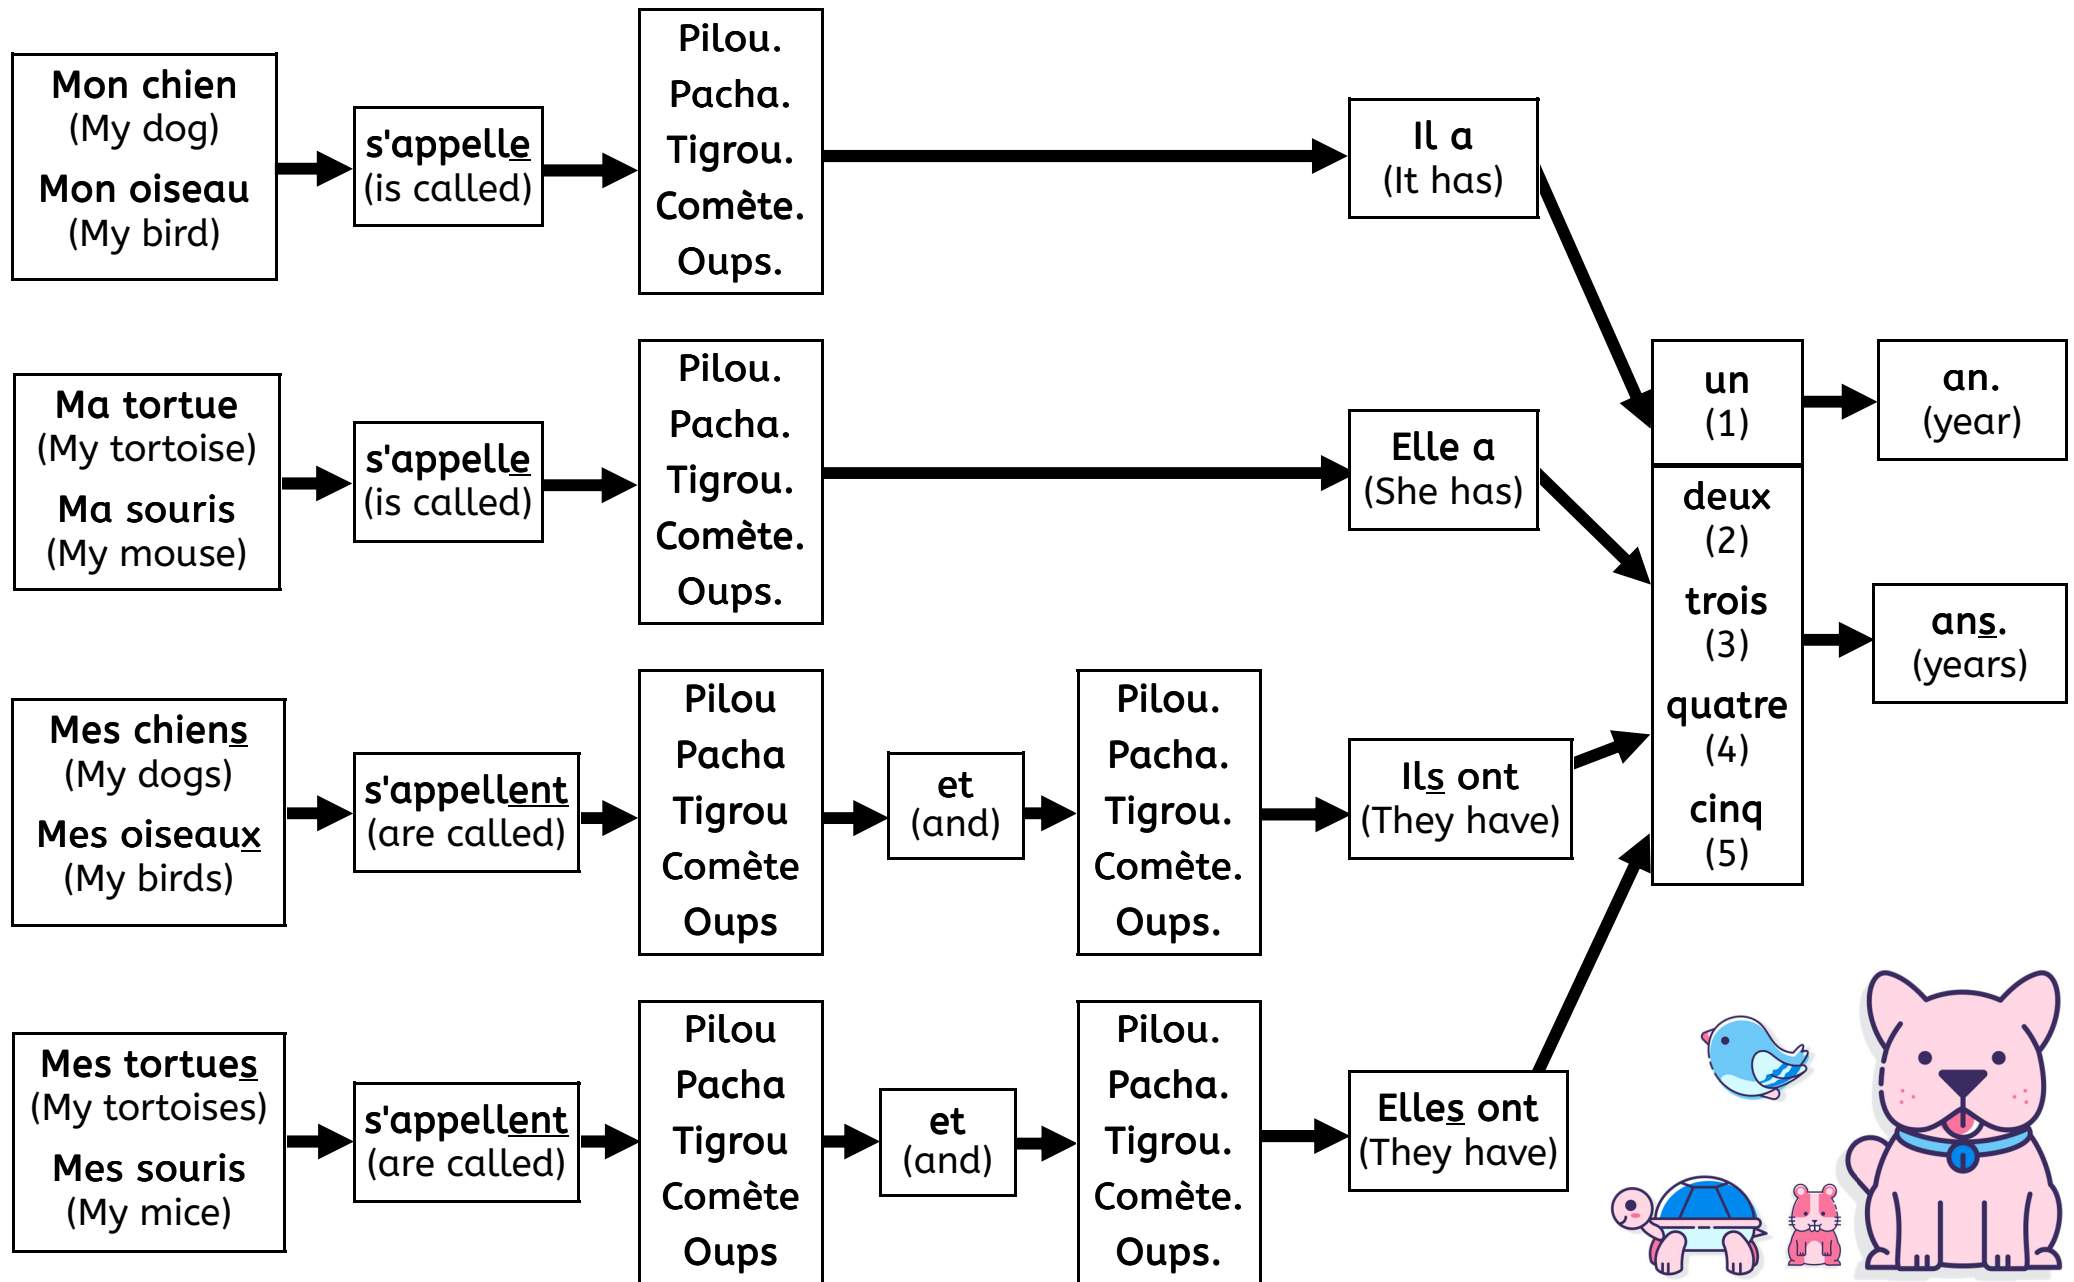 Mon chien
(My dog)
Mon oiseau
(My bird)
s'appelle
(is called)
Pilou.
Pacha.
Tigrou.
Comète.
Oups.
Il a
(It has)
Ma tortue
(My tortoise)
Ma souris
(My mouse)
s'appelle
(is called)
Pilou.
Pacha.
Tigrou.
Comète.
Oups.
Elle a
(She has)
Mes chiens
(My dogs)
Mes oiseaux
(My birds)
s'appellent
(are called)
Pilou
Pacha
Tigrou
Comète
Oups
et
(and)
Pilou.
Pacha.
Tigrou.
Comète.
Oups.
Ils ont
(They have)
Mes tortues
(My tortoises)
Mes souris
(My mice)
s'appellent
(are called)
Pilou
Pacha
Tigrou
Comète
Oups
et
(and)
Pilou.
Pacha.
Tigrou.
Comète.
Oups.
Elles ont
(They have)
un
(1)
deux
(2)
trois
(3)
quatre
(4)
cinq
(5)
an.
(year)
ans.
(years)